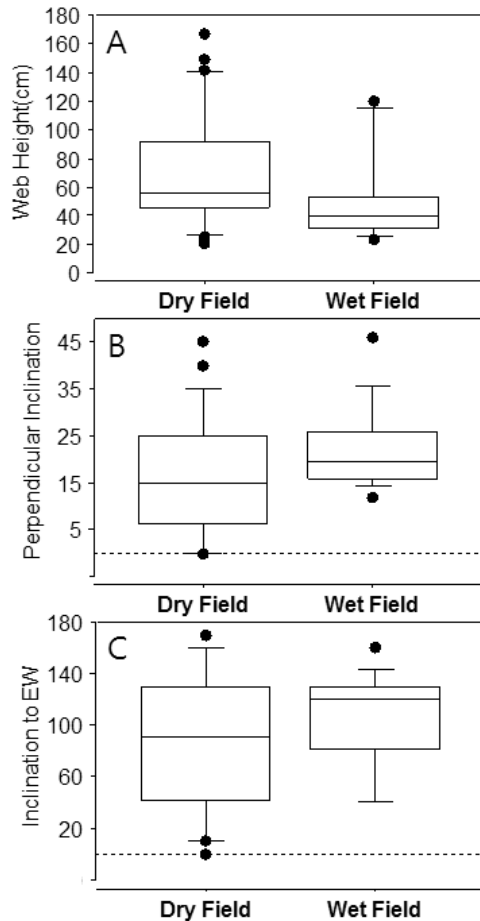 A
Web Height(cm)
180
160
140
120
100
80
60
40
20
0
Dry Field Wet Field
B
Perpendicular Inclination
45
35
25
15
5
Dry Field Wet Field
C
Inclination to EW
180
140
100
60
20
Dry Field Wet Field